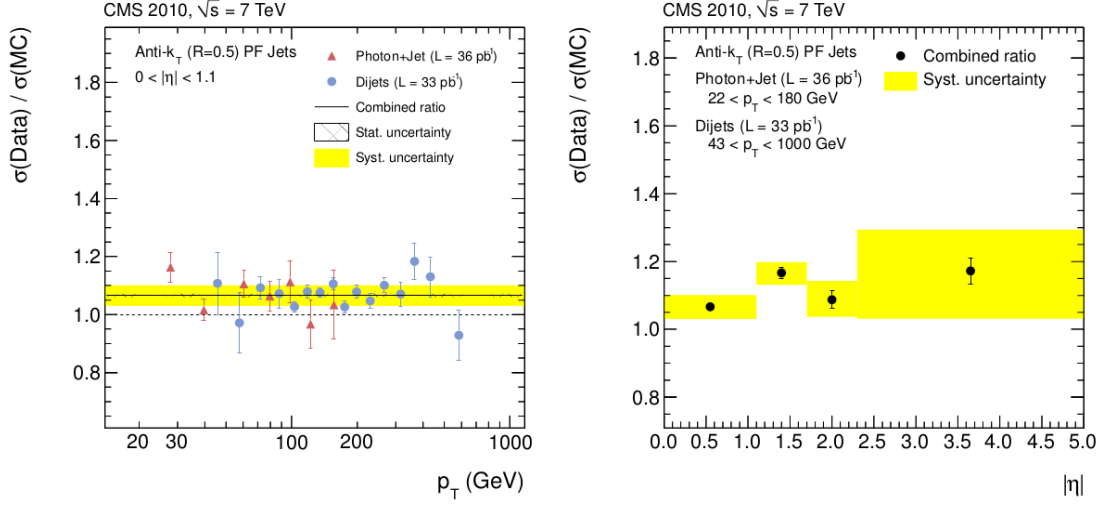 CMS 2010, √s = 7 TeV
σ(Data) / σ(MC)
Anti-k_T (R=0.5) PF Jets
0 < |η| < 1.1
Photon+Jet (L = 36 pb⁻¹)
Dijets (L = 33 pb⁻¹)
Combined ratio
Stat. uncertainty
Syst. uncertainty
1.8
1.6
1.4
1.2
1.0
0.8
20 30 100 200 1000
p_T (GeV)
CMS 2010, √s = 7 TeV
σ(Data) / σ(MC)
Anti-k_T (R=0.5) PF Jets
Photon+Jet (L = 36 pb⁻¹)
22 < p_T < 180 GeV
Dijets (L = 33 pb⁻¹)
43 < p_T < 1000 GeV
Combined ratio
Syst. uncertainty
1.8
1.6
1.4
1.2
1.0
0.8
0.0 0.5 1.0 1.5 2.0 2.5 3.0 3.5 4.0 4.5 5.0
|η|